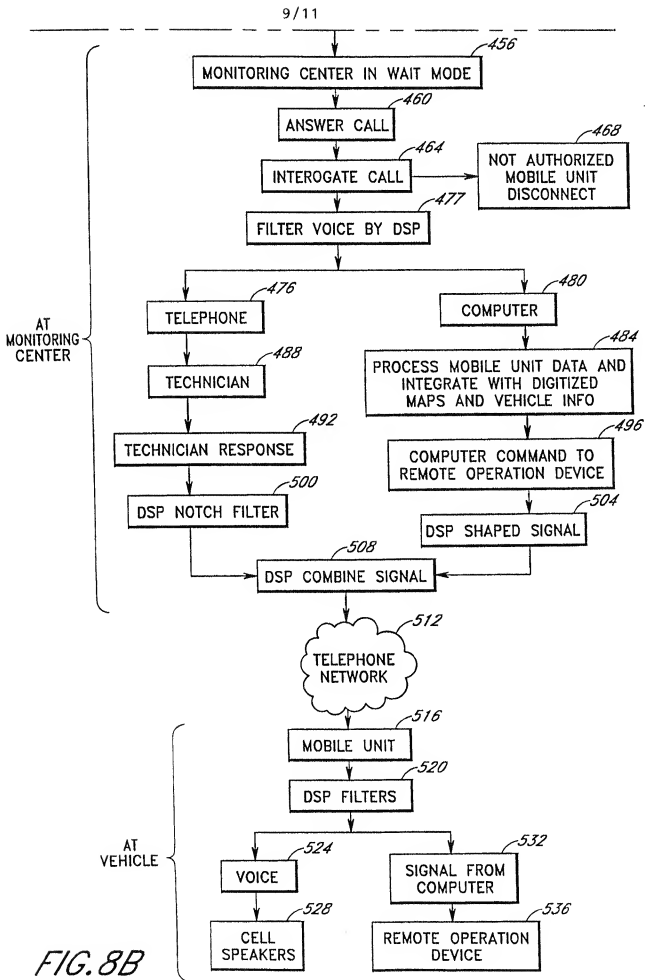 9/11
456
MONITORING CENTER IN WAIT MODE
460
ANSWER CALL
464
INTEROGATE CALL
468
NOT AUTHORIZED
MOBILE UNIT
DISCONNECT
477
FILTER VOICE BY DSP
476
TELEPHONE
480
COMPUTER
AT
MONITORING
CENTER
488
TECHNICIAN
484
PROCESS MOBILE UNIT DATA AND
INTEGRATE WITH DIGITIZED
MAPS AND VEHICLE INFO
492
TECHNICIAN RESPONSE
496
COMPUTER COMMAND TO
REMOTE OPERATION DEVICE
500
DSP NOTCH FILTER
504
DSP SHAPED SIGNAL
508
DSP COMBINE SIGNAL
512
TELEPHONE
NETWORK
516
MOBILE UNIT
520
DSP FILTERS
AT
VEHICLE
524
VOICE
532
SIGNAL FROM
COMPUTER
528
CELL
SPEAKERS
536
REMOTE OPERATION DEVICE
FIG.8B